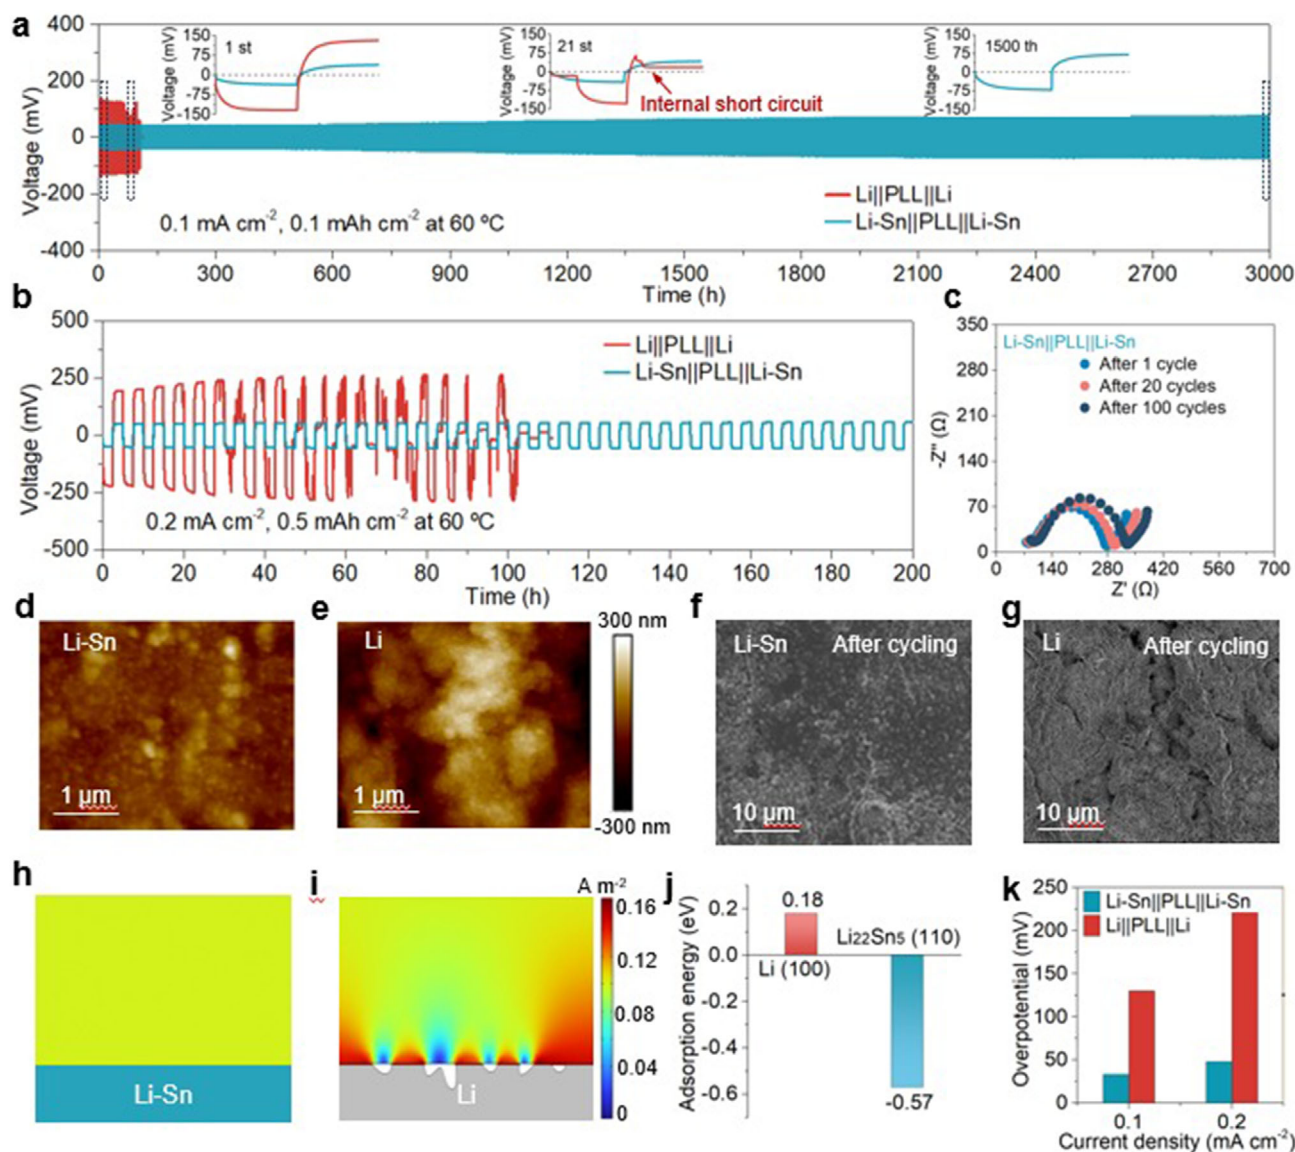 a
400
200
0
-200
-400
Voltage (mV)
150
75
0
-75
-150
Voltage (mV)
1 st
150
75
0
-75
-150
Voltage (mV)
21 st
Internal short circuit
150
75
0
-75
-150
Voltage (mV)
1500 th
Li||PLL||Li
Li-Sn||PLL||Li-Sn
0.1 mA cm⁻², 0.1 mAh cm⁻² at 60 ºC
0 300 600 900 1200 1500 1800 2100 2400 2700 3000
Time (h)
b
500
250
0
-250
-500
Voltage (mV)
Li||PLL||Li
Li-Sn||PLL||Li-Sn
0.2 mA cm⁻², 0.5 mAh cm⁻² at 60 ºC
0 20 40 60 80 100 120 140 160 180 200
Time (h)
c
350
280
210
140
70
0
-Z'' (Ω)
Li-Sn||PLL||Li-Sn
After 1 cycle
After 20 cycles
After 100 cycles
0 140 280 420 560 700
Z' (Ω)
d
Li-Sn
1 µm
e
Li
1 µm
300 nm
-300 nm
f
Li-Sn After cycling
10 µm
g
Li After cycling
10 µm
h
Li-Sn
i
A m⁻²
0.16
0.12
0.08
0.04
0
Li
j
0.2
0.0
-0.2
-0.4
-0.6
Adsorption energy (eV)
0.18
Li (100)
Li₂₂Sn₅ (110)
-0.57
k
250
200
150
100
50
0
Overpotential (mV)
Li-Sn||PLL||Li-Sn
Li||PLL||Li
0.1 0.2
Current density (mA cm⁻²)